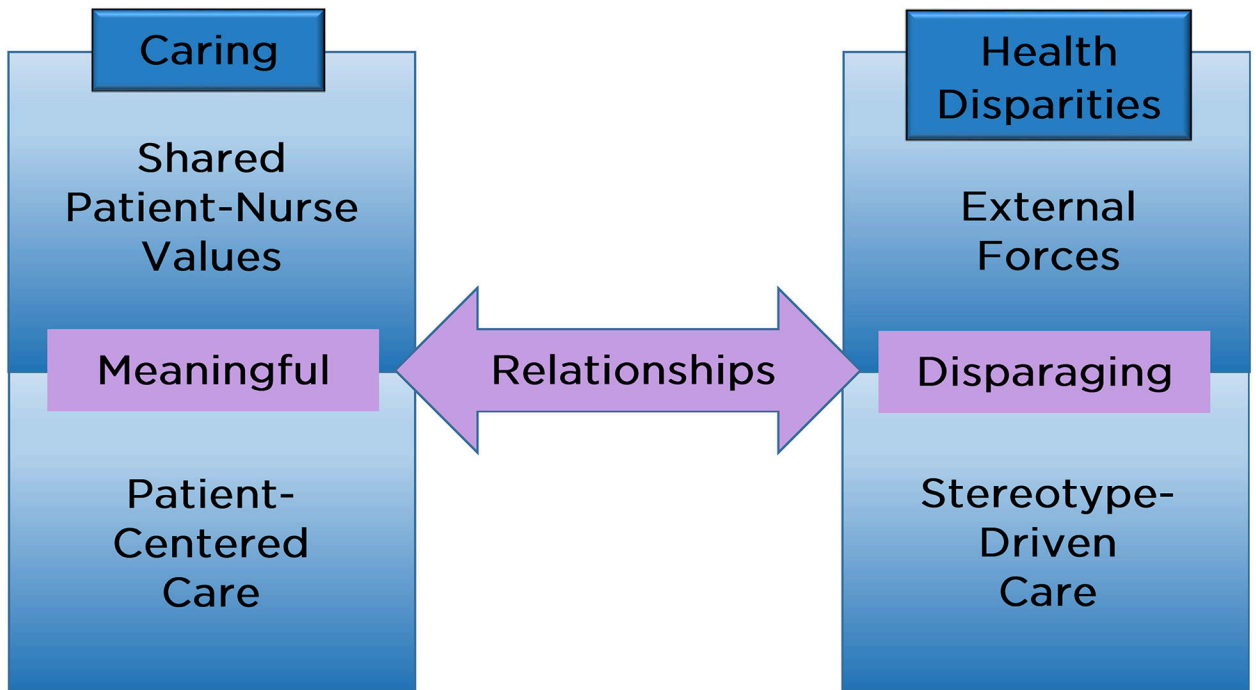 Caring
Shared
Patient-Nurse
Values
Meaningful
Patient-
Centered
Care
Relationships
Health
Disparities
External
Forces
Disparaging
Stereotype-
Driven
Care